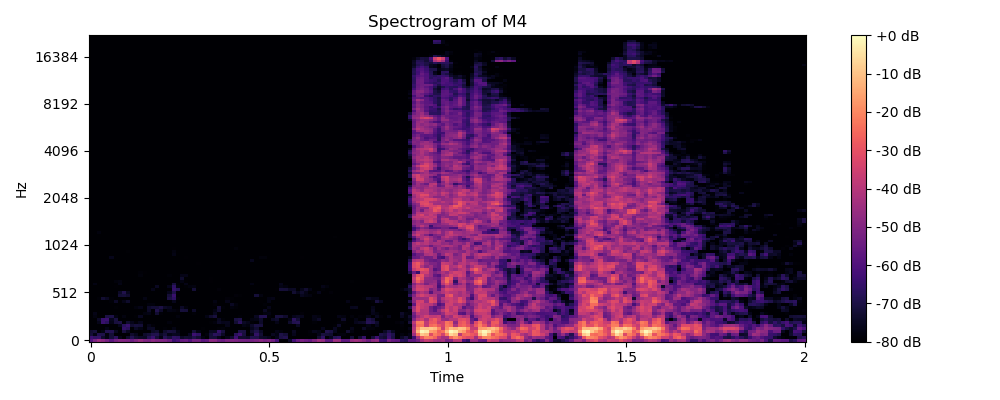 Spectrogram of M4
16384
8192
4096
2048
1024
512
0
Hz
0
0.5
1
1.5
2
Time
+0 dB
-10 dB
-20 dB
-30 dB
-40 dB
-50 dB
-60 dB
-70 dB
-80 dB